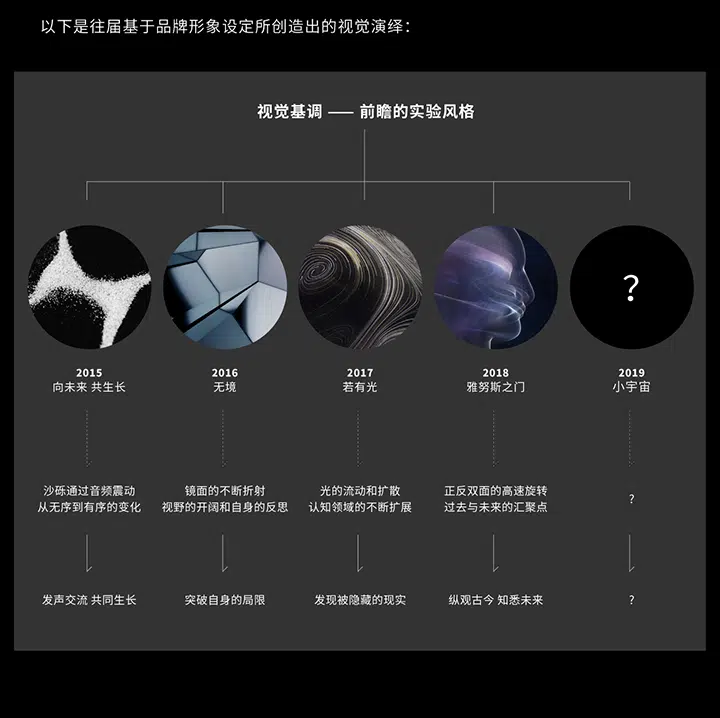 以下是往届基于品牌形象设定所创造出的视觉演绎：
视觉基调 —— 前瞻的实验风格
?
2015
向未来 共生长
2016
无境
2017
若有光
2018
雅努斯之门
2019
小宇宙
沙砾通过音频震动
从无序到有序的变化
镜面的不断折射
视野的开阔和自身的反思
光的流动和扩散
认知领域的不断扩展
正反双面的高速旋转
过去与未来的汇聚点
?
发声交流 共同生长
突破自身的局限
发现被隐藏的现实
纵观古今 知悉未来
?